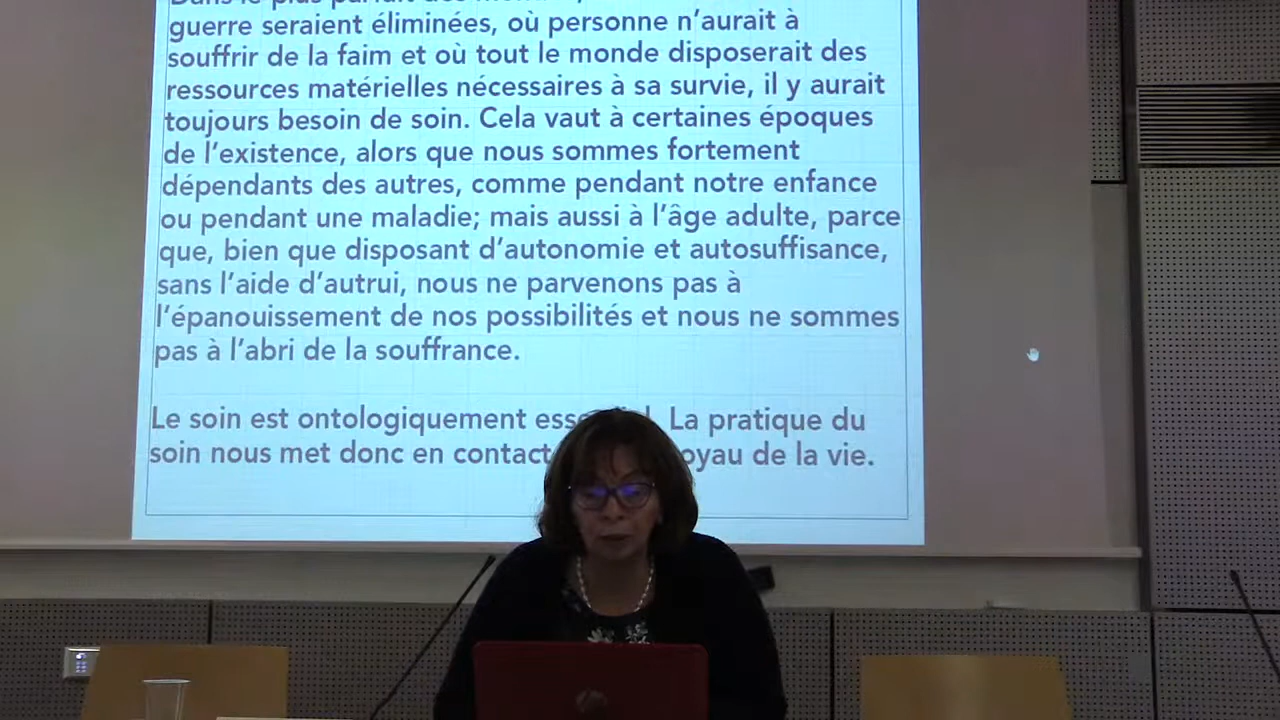 guerre seraient éliminées, où personne n’aurait à
souffrir de la faim et où tout le monde disposerait des
ressources matérielles nécessaires à sa survie, il y aurait
toujours besoin de soin. Cela vaut à certaines époques
de l’existence, alors que nous sommes fortement
dépendants des autres, comme pendant notre enfance
ou pendant une maladie; mais aussi à l’âge adulte, parce
que, bien que disposant d’autonomie et autosuffisance,
sans l’aide d’autrui, nous ne parvenons pas à
l’épanouissement de nos possibilités et nous ne sommes
pas à l’abri de la souffrance.
Le soin est ontologiquement La pratique du
soin nous met donc en contact de la vie.